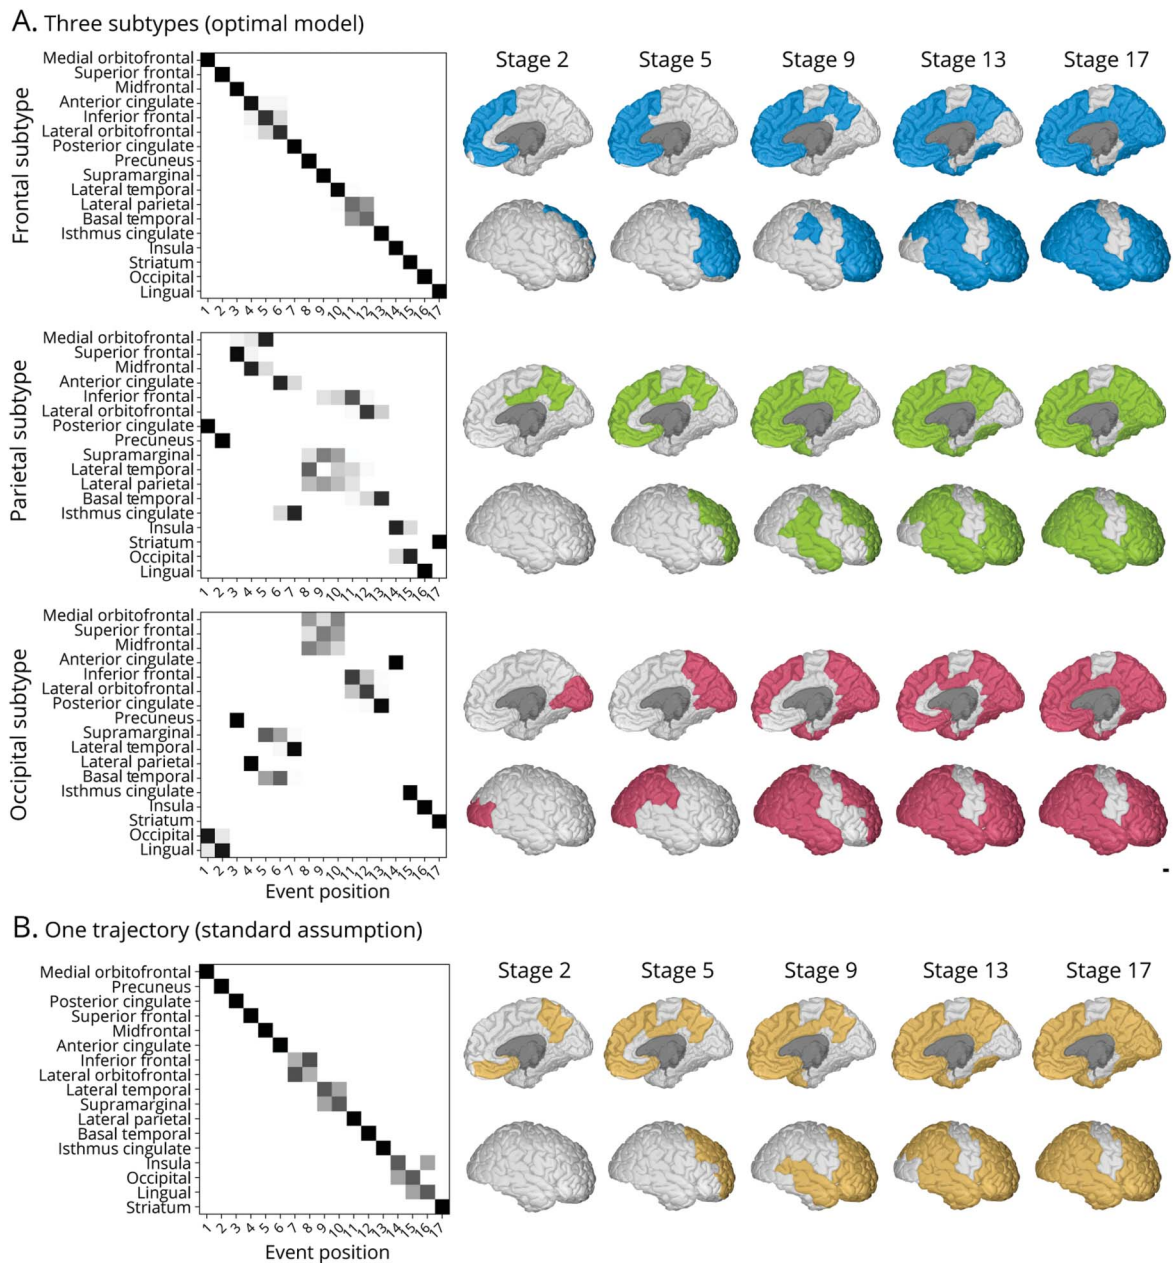 A. Three subtypes (optimal model)
Stage 2 Stage 5 Stage 9 Stage 13 Stage 17
Frontal subtype
Medial orbitofrontal
Superior frontal
Midfrontal
Anterior cingulate
Inferior frontal
Lateral orbitofrontal
Posterior cingulate
Precuneus
Supramarginal
Lateral temporal
Lateral parietal
Basal temporal
Isthmus cingulate
Insula
Striatum
Occipital
Lingual
1 2 3 4 5 6 7 8 9 10 11 12 13 14 15 16 17
Parietal subtype
Medial orbitofrontal
Superior frontal
Midfrontal
Anterior cingulate
Inferior frontal
Lateral orbitofrontal
Posterior cingulate
Precuneus
Supramarginal
Lateral temporal
Lateral parietal
Basal temporal
Isthmus cingulate
Insula
Striatum
Occipital
Lingual
1 2 3 4 5 6 7 8 9 10 11 12 13 14 15 16 17
Occipital subtype
Medial orbitofrontal
Superior frontal
Midfrontal
Anterior cingulate
Inferior frontal
Lateral orbitofrontal
Posterior cingulate
Precuneus
Supramarginal
Lateral temporal
Lateral parietal
Basal temporal
Isthmus cingulate
Insula
Striatum
Occipital
Lingual
1 2 3 4 5 6 7 8 9 10 11 12 13 14 15 16 17
Event position
B. One trajectory (standard assumption)
Stage 2 Stage 5 Stage 9 Stage 13 Stage 17
Medial orbitofrontal
Precuneus
Posterior cingulate
Superior frontal
Midfrontal
Anterior cingulate
Inferior frontal
Lateral orbitofrontal
Lateral temporal
Supramarginal
Lateral parietal
Basal temporal
Isthmus cingulate
Insula
Occipital
Lingual
Striatum
1 2 3 4 5 6 7 8 9 10 11 12 13 14 15 16 17
Event position